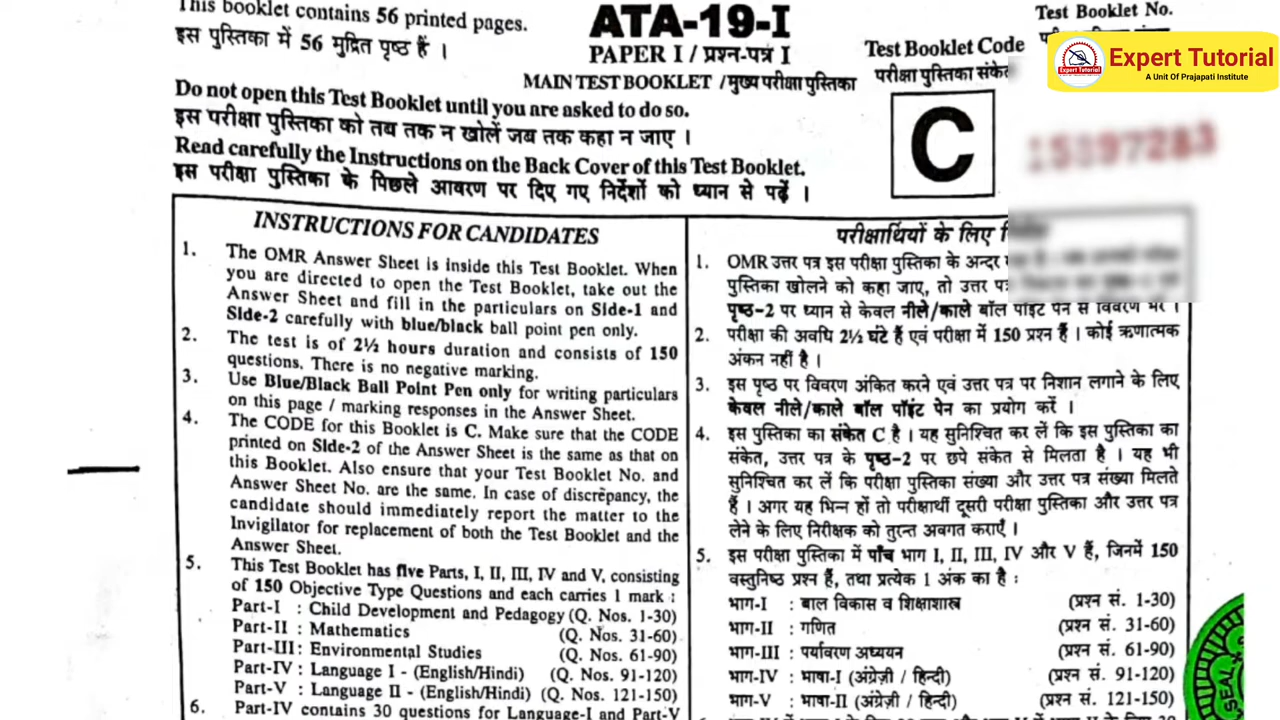 This booklet contains 56 printed pages.
इस पुस्तिका में 56 मुद्रित पृष्ठ हैं ।
ATA-19-I
PAPER I / प्रश्न-पत्र I
MAIN TEST BOOKLET / मुख्य परीक्षा पुस्तिका
Test Booklet No.
Test Booklet Code
परीक्षा पुस्तिका संकेत
C
Expert Tutorial
Expert Tutorial
A Unit Of Prajapati Institute
Do not open this Test Booklet until you are asked to do so.
इस परीक्षा पुस्तिका को तब तक न खोलें जब तक कहा न जाए ।
Read carefully the Instructions on the Back Cover of this Test Booklet.
इस परीक्षा पुस्तिका के पिछले आवरण पर दिए गए निर्देशों को ध्यान से पढ़ें ।
INSTRUCTIONS FOR CANDIDATES
1. The OMR Answer Sheet is inside this Test Booklet. When
you are directed to open the Test Booklet, take out the
Answer Sheet and fill in the particulars on Side-1 and
Side-2 carefully with blue/black ball point pen only.
2. The test is of 2½ hours duration and consists of 150
questions. There is no negative marking.
3. Use Blue/Black Ball Point Pen only for writing particulars
on this page / marking responses in the Answer Sheet.
4. The CODE for this Booklet is C. Make sure that the CODE
printed on Side-2 of the Answer Sheet is the same as that on
this Booklet. Also ensure that your Test Booklet No. and
Answer Sheet No. are the same. In case of discrepancy, the
candidate should immediately report the matter to the
Invigilator for replacement of both the Test Booklet and the
Answer Sheet.
5. This Test Booklet has five Parts, I, II, III, IV and V, consisting
of 150 Objective Type Questions and each carries 1 mark :
Part-I : Child Development and Pedagogy (Q. Nos. 1-30)
Part-II : Mathematics (Q. Nos. 31-60)
Part-III : Environmental Studies (Q. Nos. 61-90)
Part-IV : Language I - (English/Hindi) (Q. Nos. 91-120)
Part-V : Language II - (English/Hindi) (Q. Nos. 121-150)
6. Part-IV contains 30 questions for Language-I and Part-V
परीक्षार्थियों के लिए
1. OMR उत्तर पत्र इस परीक्षा पुस्तिका के अन्दर
पुस्तिका खोलने को कहा जाए, तो उत्तर
पृष्ठ-2 पर ध्यान से केवल नीले/काले बॉल पॉइंट पेन से विवरण भरें ।
2. परीक्षा की अवधि 2½ घंटे हैं एवं परीक्षा में 150 प्रश्न हैं । कोई ऋणात्मक
अंकन नहीं है ।
3. इस पृष्ठ पर विवरण अंकित करने एवं उत्तर पत्र पर निशान लगाने के लिए
केवल नीले/काले बॉल पॉइंट पेन का प्रयोग करें ।
4. इस पुस्तिका का संकेत C है । यह सुनिश्चित कर लें कि इस पुस्तिका का
संकेत, उत्तर पत्र के पृष्ठ-2 पर छपे संकेत से मिलता है । यह भी
सुनिश्चित कर लें कि परीक्षा पुस्तिका संख्या और उत्तर पत्र संख्या मिलते
हैं । अगर यह भिन्न हों तो परीक्षार्थी दूसरी परीक्षा पुस्तिका और उत्तर पत्र
लेने के लिए निरीक्षक को तुरन्त अवगत कराएँ ।
5. इस परीक्षा पुस्तिका में पाँच भाग I, II, III, IV और V हैं, जिनमें 150
वस्तुनिष्ठ प्रश्न हैं, तथा प्रत्येक 1 अंक का है :
भाग-I : बाल विकास व शिक्षाशास्त्र (प्रश्न सं. 1-30)
भाग-II : गणित (प्रश्न सं. 31-60)
भाग-III : पर्यावरण अध्ययन (प्रश्न सं. 61-90)
भाग-IV : भाषा-I (अंग्रेज़ी / हिन्दी) (प्रश्न सं. 91-120)
भाग-V : भाषा-II (अंग्रेज़ी / हिन्दी) (प्रश्न सं. 121-150)
SEAL